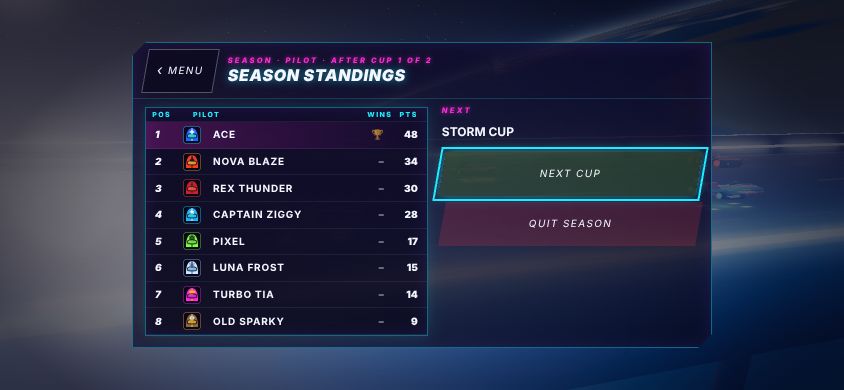 ‹ MENU
SEASON · PILOT · AFTER CUP 1 OF 2
SEASON STANDINGS
POS PILOT WINS PTS
1 ACE 48
2 NOVA BLAZE – 34
3 REX THUNDER – 30
4 CAPTAIN ZIGGY – 28
5 PIXEL – 17
6 LUNA FROST – 15
7 TURBO TIA – 14
8 OLD SPARKY – 9
NEXT
STORM CUP
NEXT CUP
QUIT SEASON